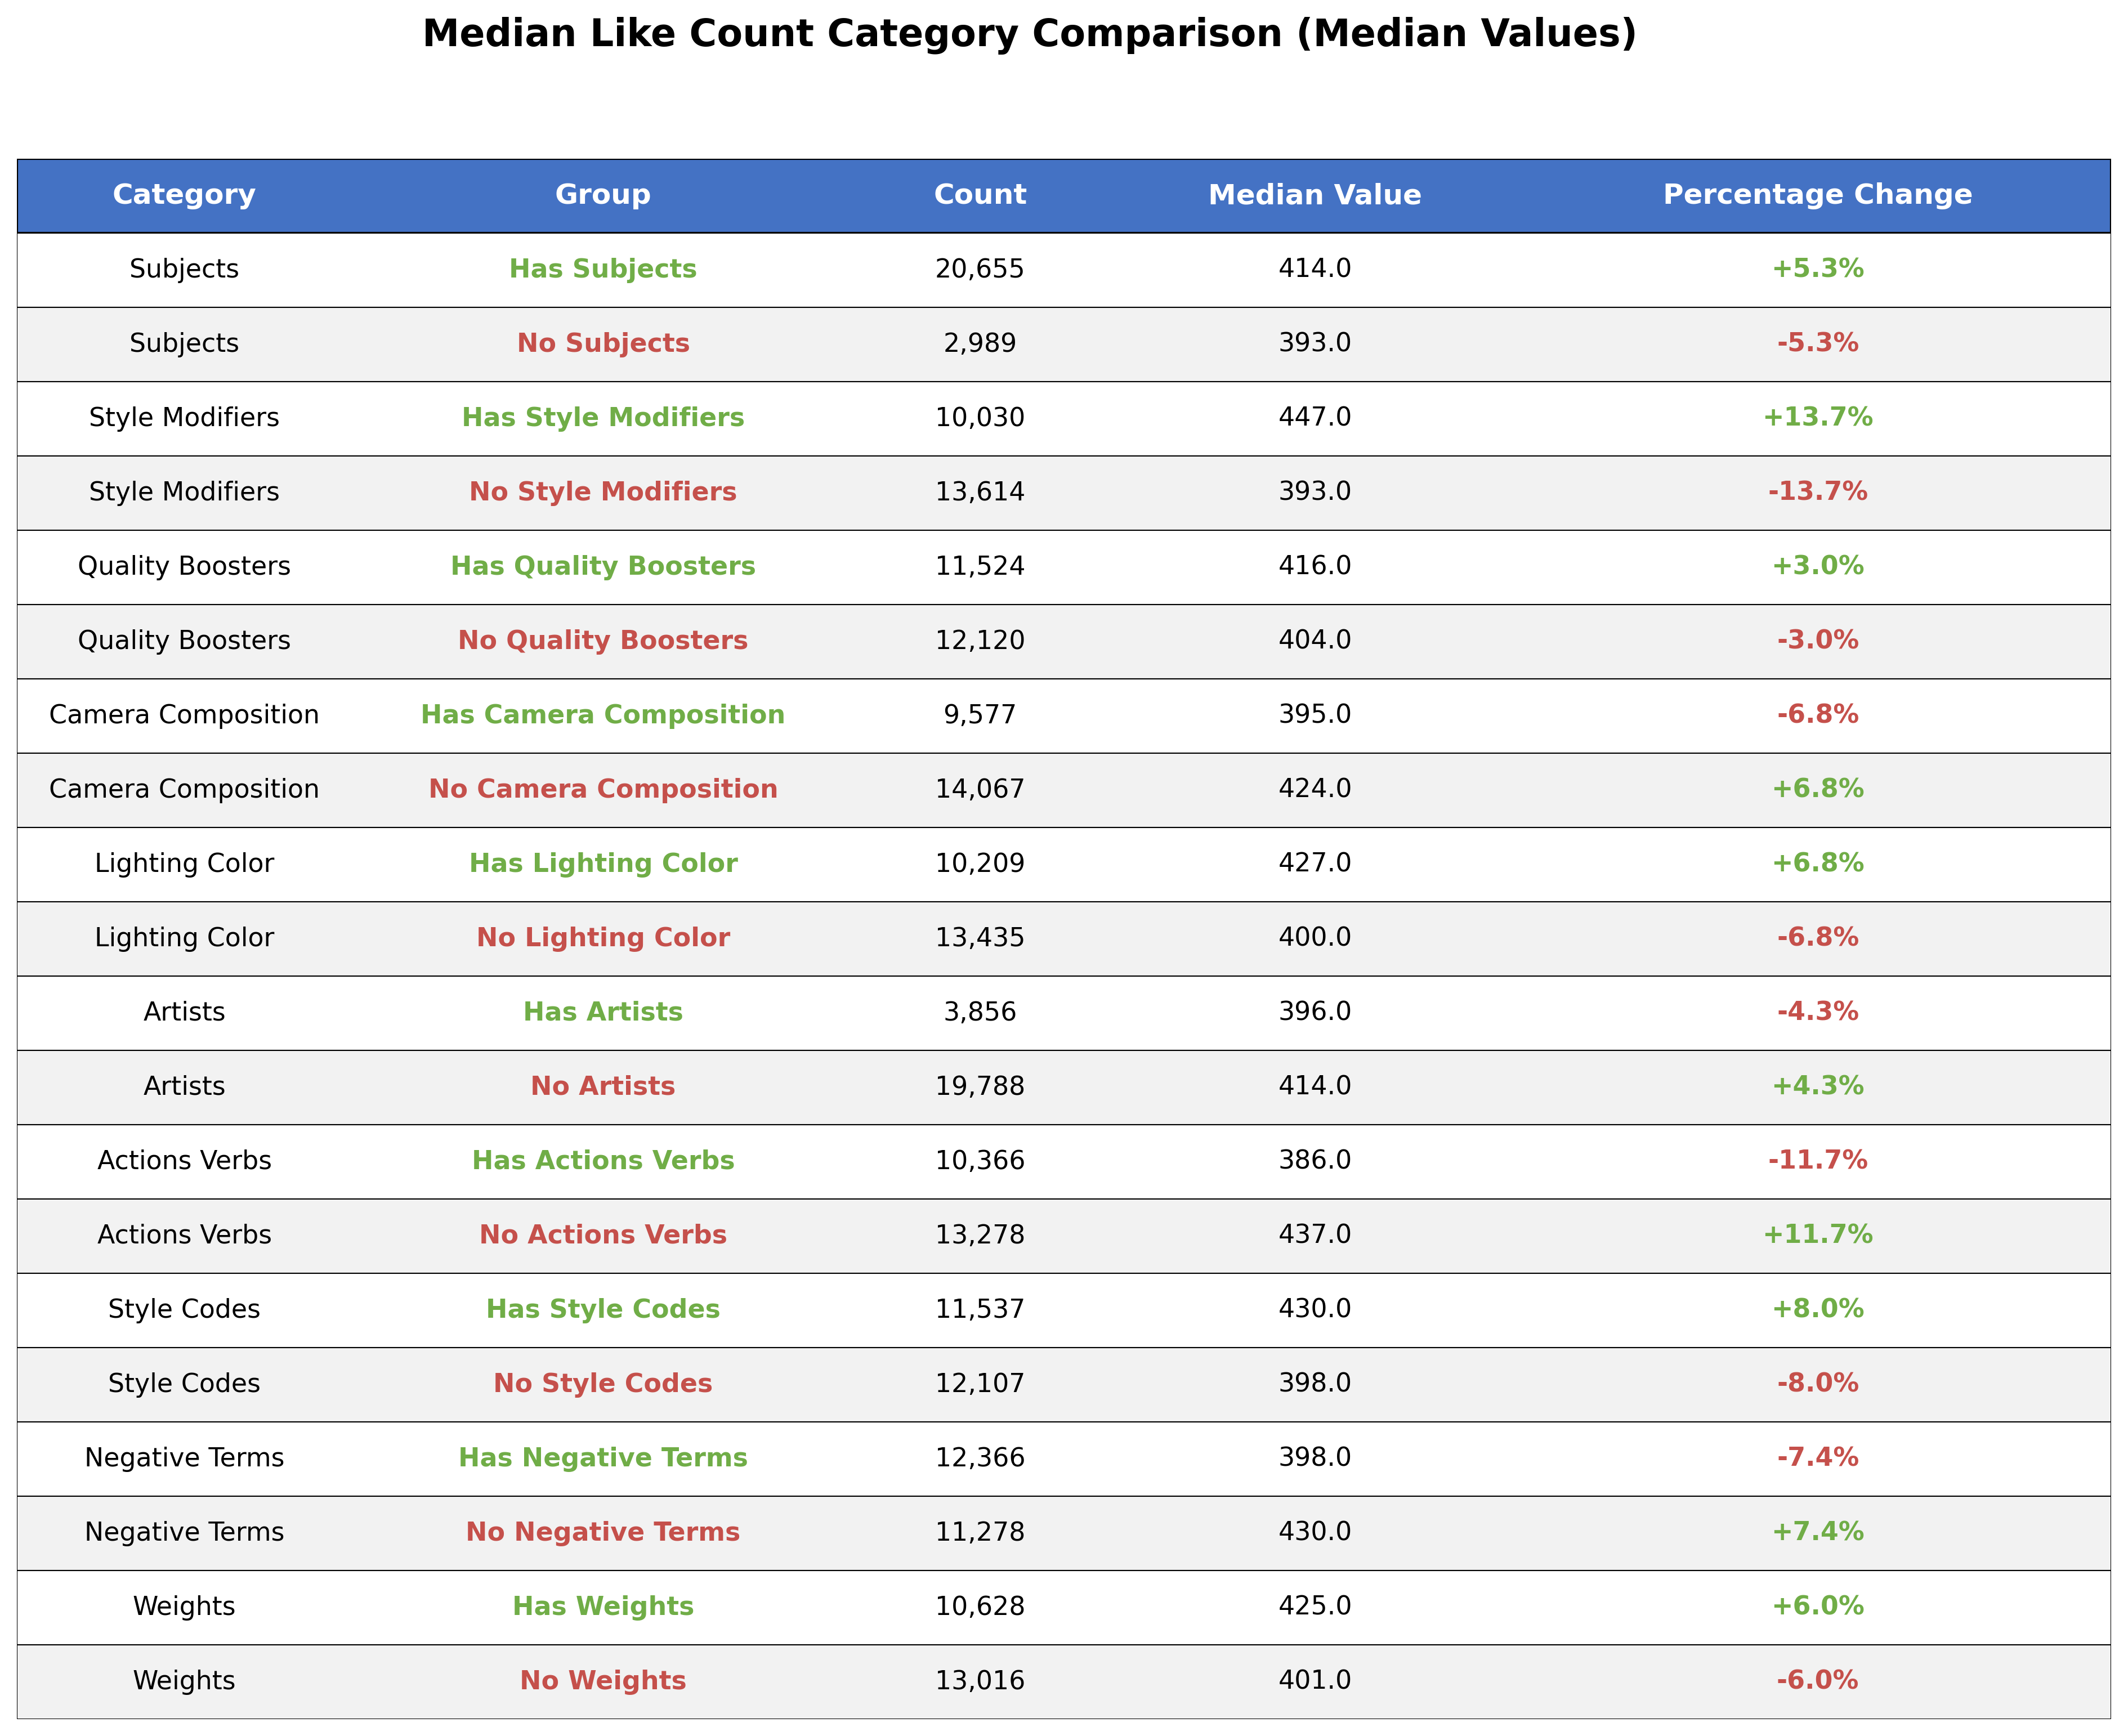 Median Like Count Category Comparison (Median Values)
Category Group Count Median Value Percentage Change
Subjects Has Subjects 20,655 414.0 +5.3%
Subjects No Subjects 2,989 393.0 -5.3%
Style Modifiers Has Style Modifiers 10,030 447.0 +13.7%
Style Modifiers No Style Modifiers 13,614 393.0 -13.7%
Quality Boosters Has Quality Boosters 11,524 416.0 +3.0%
Quality Boosters No Quality Boosters 12,120 404.0 -3.0%
Camera Composition Has Camera Composition 9,577 395.0 -6.8%
Camera Composition No Camera Composition 14,067 424.0 +6.8%
Lighting Color Has Lighting Color 10,209 427.0 +6.8%
Lighting Color No Lighting Color 13,435 400.0 -6.8%
Artists Has Artists 3,856 396.0 -4.3%
Artists No Artists 19,788 414.0 +4.3%
Actions Verbs Has Actions Verbs 10,366 386.0 -11.7%
Actions Verbs No Actions Verbs 13,278 437.0 +11.7%
Style Codes Has Style Codes 11,537 430.0 +8.0%
Style Codes No Style Codes 12,107 398.0 -8.0%
Negative Terms Has Negative Terms 12,366 398.0 -7.4%
Negative Terms No Negative Terms 11,278 430.0 +7.4%
Weights Has Weights 10,628 425.0 +6.0%
Weights No Weights 13,016 401.0 -6.0%